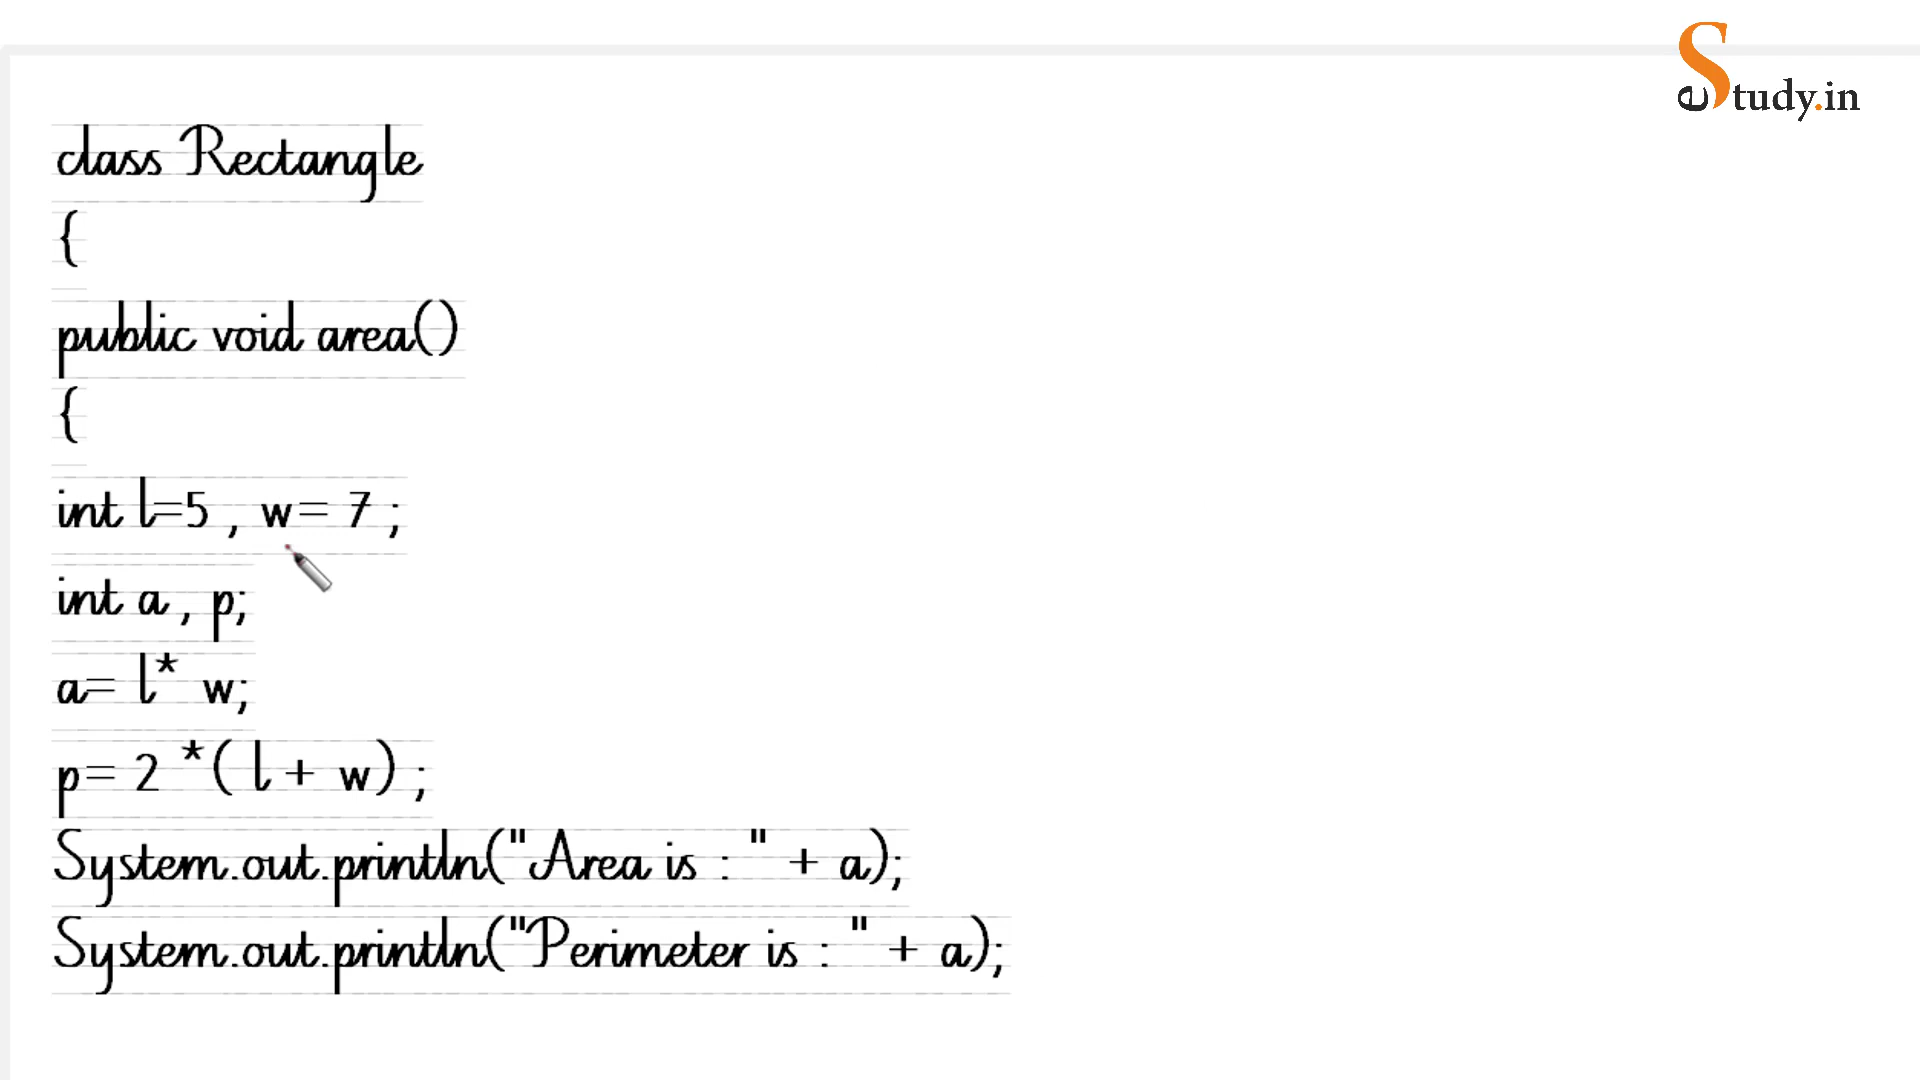 eStudy.in
class Rectangle
{
public void area()
{
int l=5 , w= 7 ;
int a , p;
a= l* w;
p= 2 *( l + w) ;
System.out.println("Area is : " + a);
System.out.println("Perimeter is : " + a);